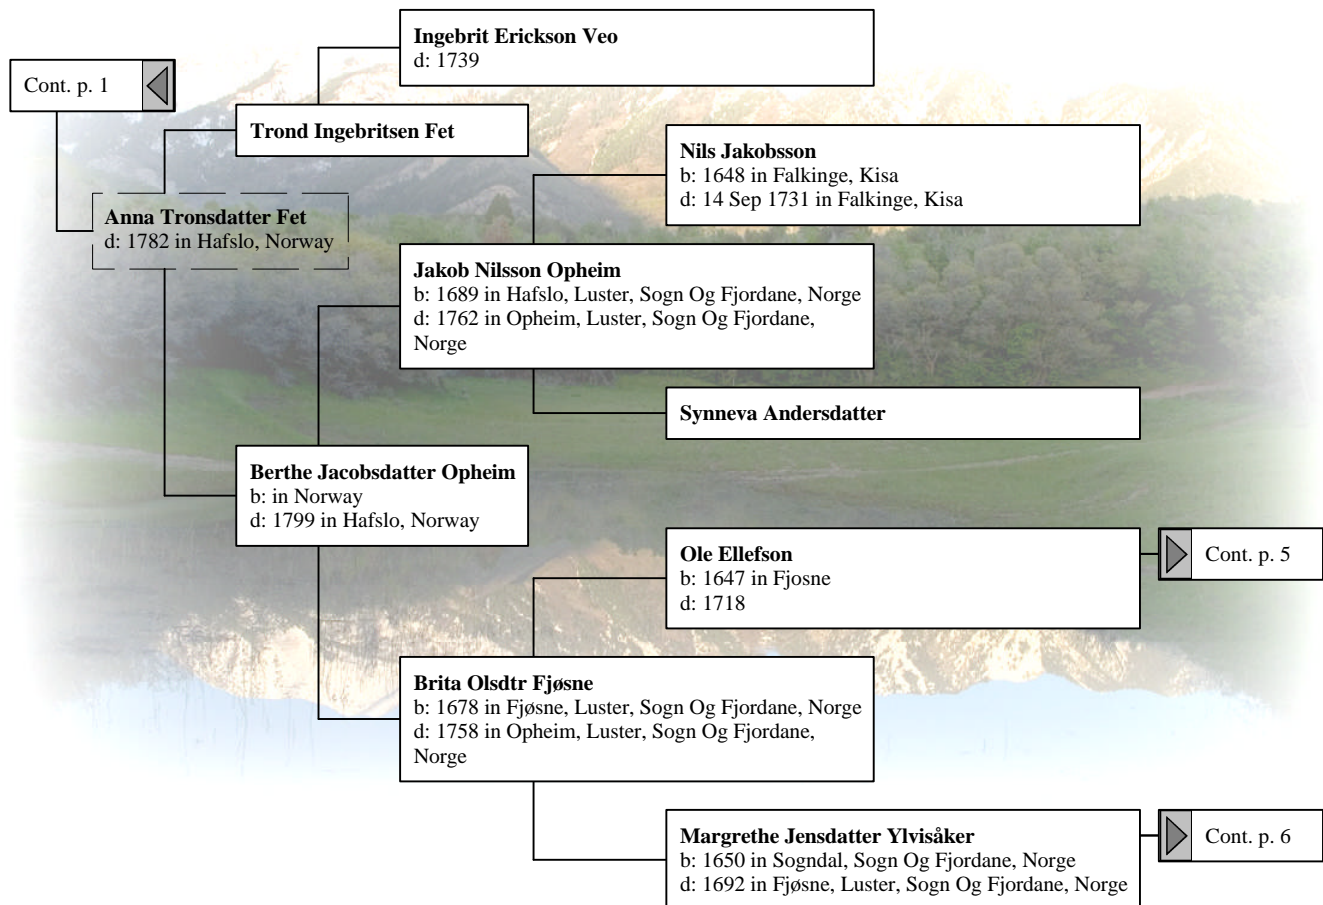 Ingebrit Erickson Veo
d: 1739
Cont. p. 1
Trond Ingebritsen Fet
Nils Jakobsson
b: 1648 in Falkinge, Kisa
d: 14 Sep 1731 in Falkinge, Kisa
Anna Tronsdatter Fet
d: 1782 in Hafslo, Norway
Jakob Nilsson Opheim
b: 1689 in Hafslo, Luster, Sogn Og Fjordane, Norge
d: 1762 in Opheim, Luster, Sogn Og Fjordane,
Norge
Synneva Andersdatter
Berthe Jacobsdatter Opheim
b: in Norway
d: 1799 in Hafslo, Norway
Ole Ellefson
b: 1647 in Fjosne
d: 1718
Cont. p. 5
Brita Olsdtr Fjøsne
b: 1678 in Fjøsne, Luster, Sogn Og Fjordane, Norge
d: 1758 in Opheim, Luster, Sogn Og Fjordane,
Norge
Margrethe Jensdatter Ylvisåker
b: 1650 in Sogndal, Sogn Og Fjordane, Norge
d: 1692 in Fjøsne, Luster, Sogn Og Fjordane, Norge
Cont. p. 6